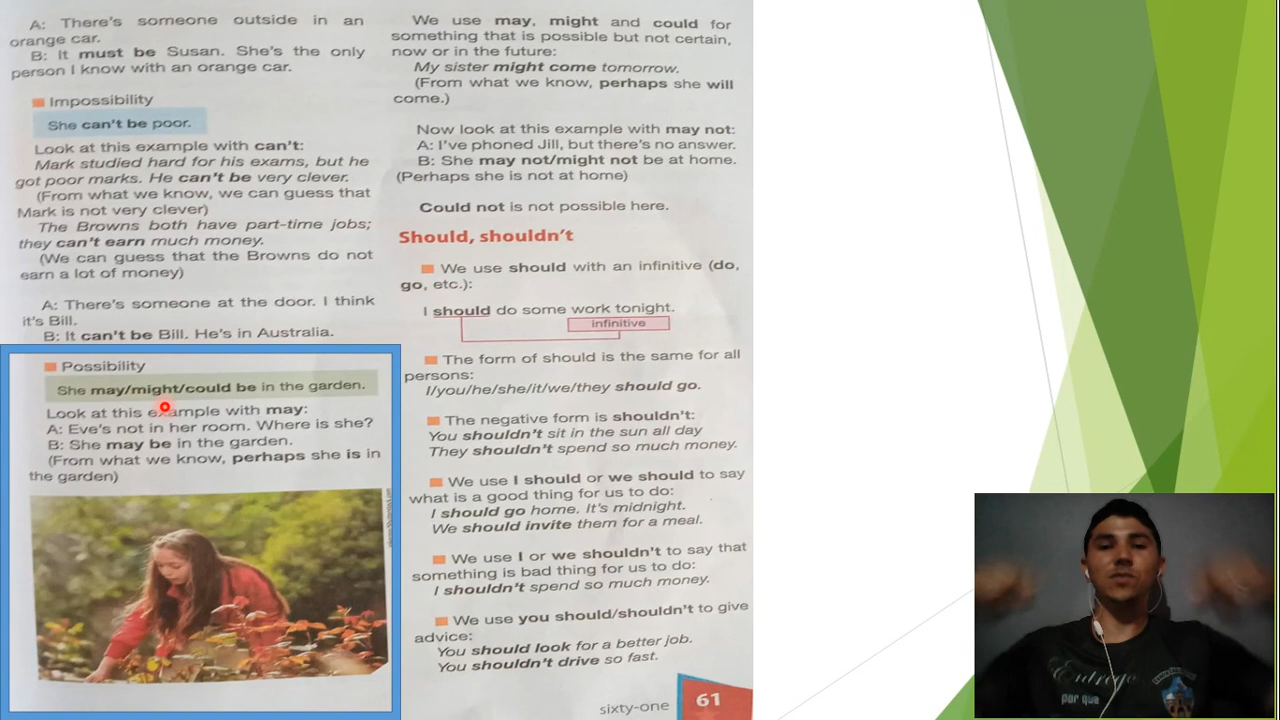 A: There's someone outside in an
orange car.
B: It must be Susan. She's the only
person I know with an orange car.
Impossibility
She can't be poor.
Look at this example with can't:
Mark studied hard for his exams, but he
got poor marks. He can't be very clever.
(From what we know, we can guess that
Mark is not very clever)
The Browns both have part-time jobs;
they can't earn much money.
(We can guess that the Browns do not
earn a lot of money)
A: There's someone at the door. I think
it's Bill.
B: It can't be Bill. He's in Australia.
Possibility
She may/might/could be in the garden.
Look at this example with may:
A: Eve's not in her room. Where is she?
B: She may be in the garden.
(From what we know, perhaps she is in
the garden)
We use may, might and could for
something that is possible but not certain,
now or in the future:
My sister might come tomorrow.
(From what we know, perhaps she will
come.)
Now look at this example with may not:
A: I've phoned Jill, but there's no answer.
B: She may not/might not be at home.
(Perhaps she is not at home)
Could not is not possible here.
Should, shouldn't
We use should with an infinitive (do,
go, etc.):
I should do some work tonight.
infinitive
The form of should is the same for all
persons:
I/you/he/she/it/we/they should go.
The negative form is shouldn't:
You shouldn't sit in the sun all day
They shouldn't spend so much money.
We use I should or we should to say
what is a good thing for us to do:
I should go home. It's midnight.
We should invite them for a meal.
We use I or we shouldn't to say that
something is bad thing for us to do:
I shouldn't spend so much money.
We use you should/shouldn't to give
advice:
You should look for a better job.
You shouldn't drive so fast.
sixty-one 61
Entrego
por que